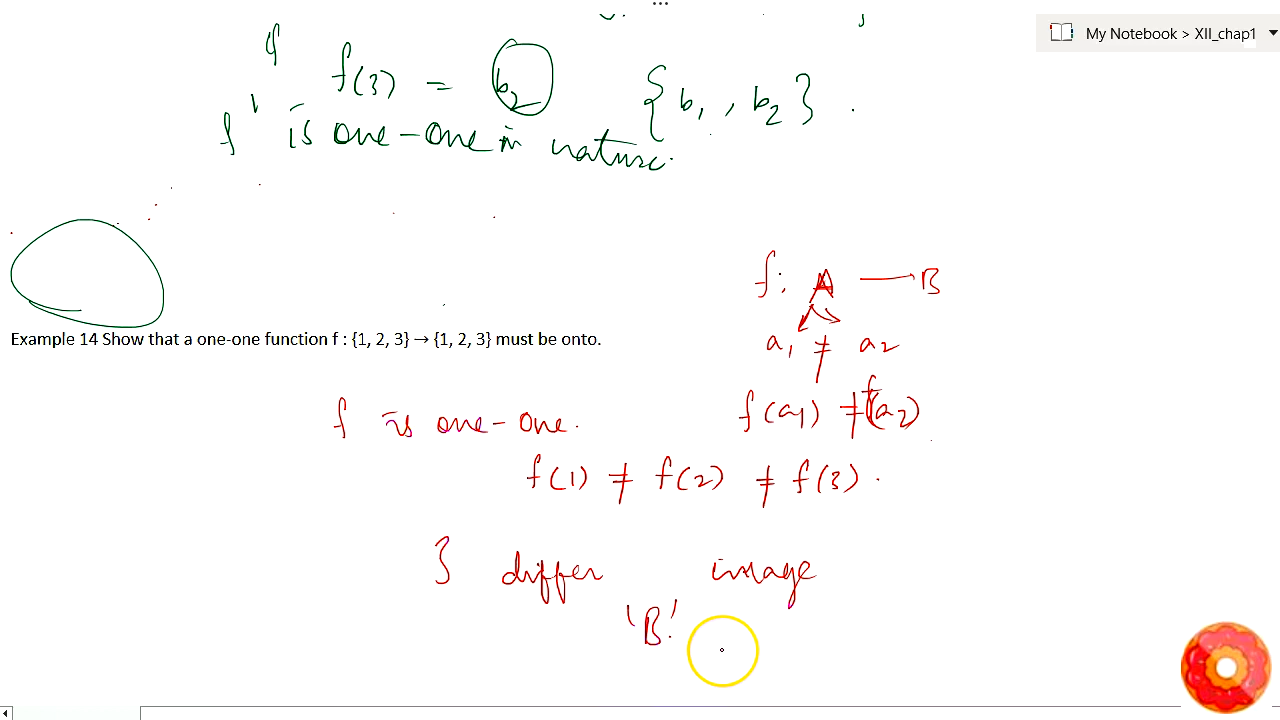 My Notebook > XII_chap1
f(3) = b₂ {b₁, b₂}.
f is one-one in nature.
f: A → B
Example 14 Show that a one-one function f : {1, 2, 3} → {1, 2, 3} must be onto.
a₁ ≠ a₂
f is one-one. f(a₁) ≠ f(a₂)
f(1) ≠ f(2) ≠ f(3).
3 differ image
'B'